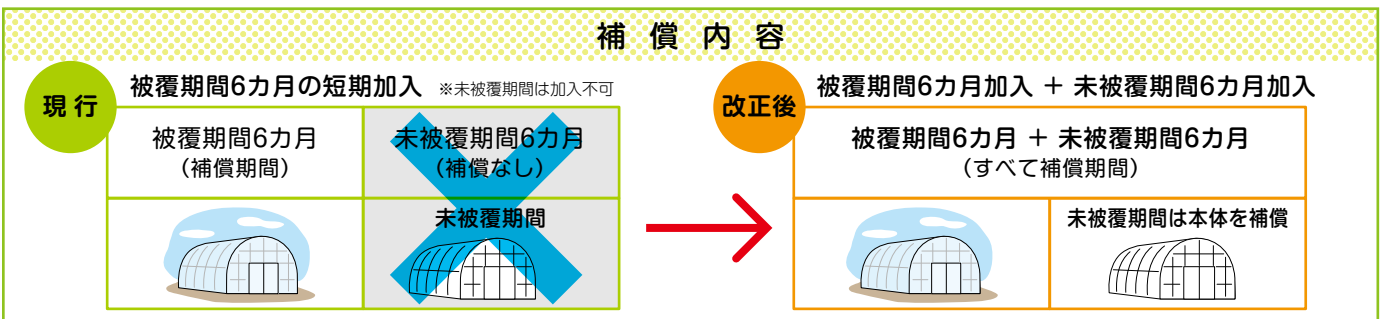 補償内容
現行
被覆期間6カ月の短期加入 ※未被覆期間は加入不可
被覆期間6カ月
（補償期間）
未被覆期間6カ月
（補償なし）
未被覆期間
改正後
被覆期間6カ月加入 ＋ 未被覆期間6カ月加入
被覆期間6カ月 ＋ 未被覆期間6カ月
（すべて補償期間）
未被覆期間は本体を補償